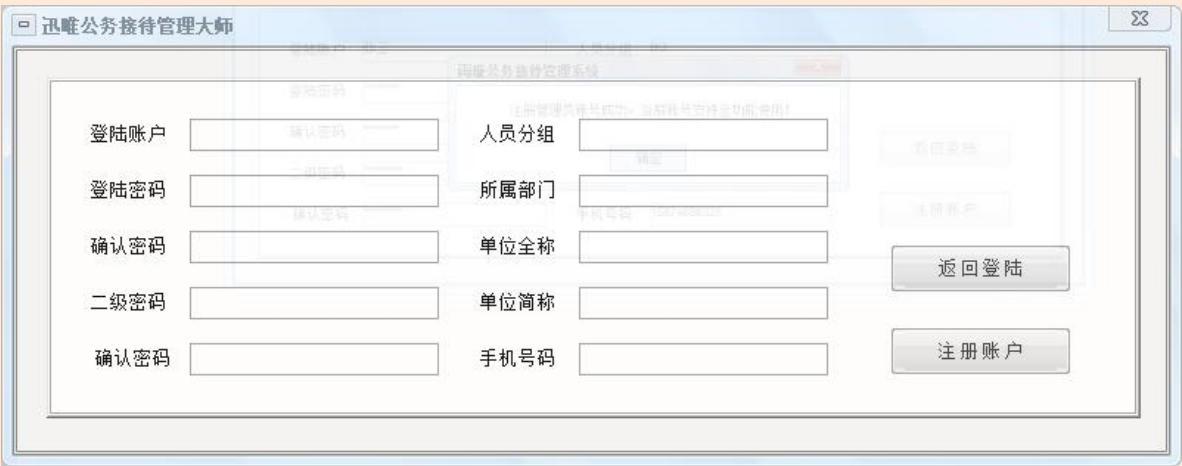 迅唯公务接待管理大师
登陆账户 人员分组
登陆密码 所属部门
确认密码 单位全称
二级密码 单位简称
确认密码 手机号码
返回登陆
注册账户